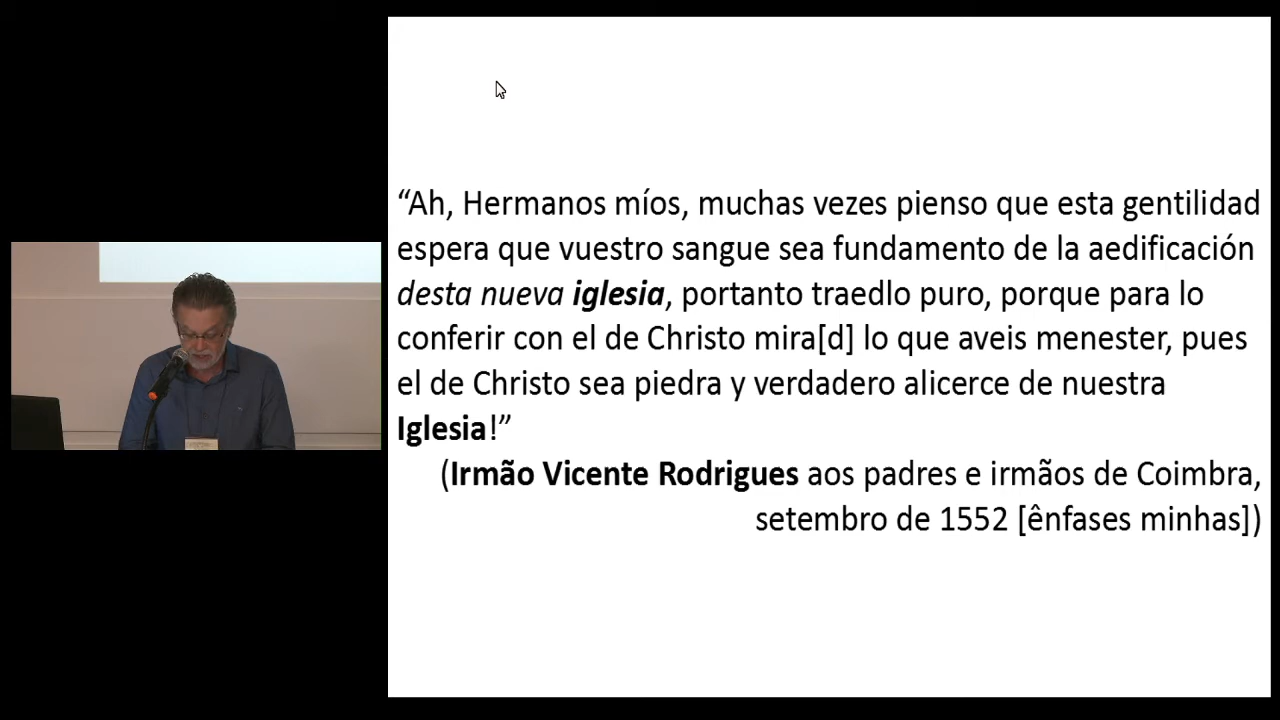 “Ah, Hermanos míos, muchas vezes pienso que esta gentilidad
espera que vuestro sangue sea fundamento de la aedificación
desta nueva iglesia, portanto traedlo puro, porque para lo
conferir con el de Christo mira[d] lo que aveis menester, pues
el de Christo sea piedra y verdadero alicerce de nuestra
Iglesia!”
(Irmão Vicente Rodrigues aos padres e irmãos de Coimbra,
setembro de 1552 [ênfases minhas])